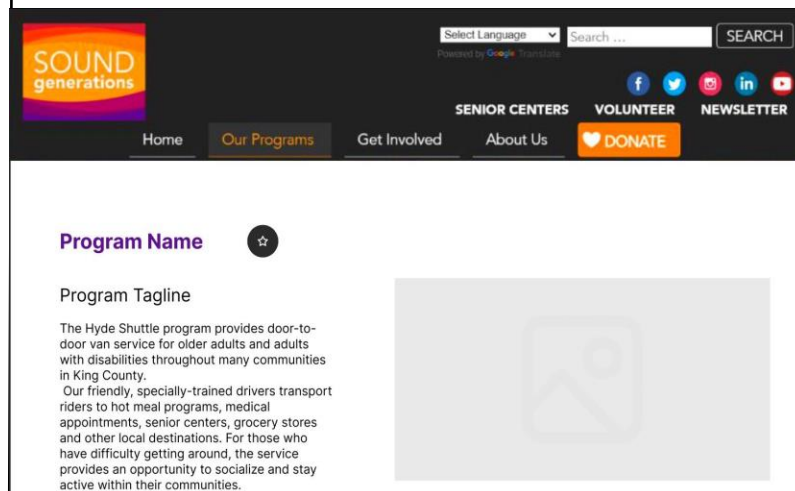 SOUND
generations
Select Language
Search ...
SEARCH
Powered by Google Translate
SENIOR CENTERS VOLUNTEER NEWSLETTER
Home Our Programs Get Involved About Us DONATE
Program Name
Program Tagline
The Hyde Shuttle program provides door-to-
door van service for older adults and adults
with disabilities throughout many communities
in King County.
Our friendly, specially-trained drivers transport
riders to hot meal programs, medical
appointments, senior centers, grocery stores
and other local destinations. For those who
have difficulty getting around, the service
provides an opportunity to socialize and stay
active within their communities.